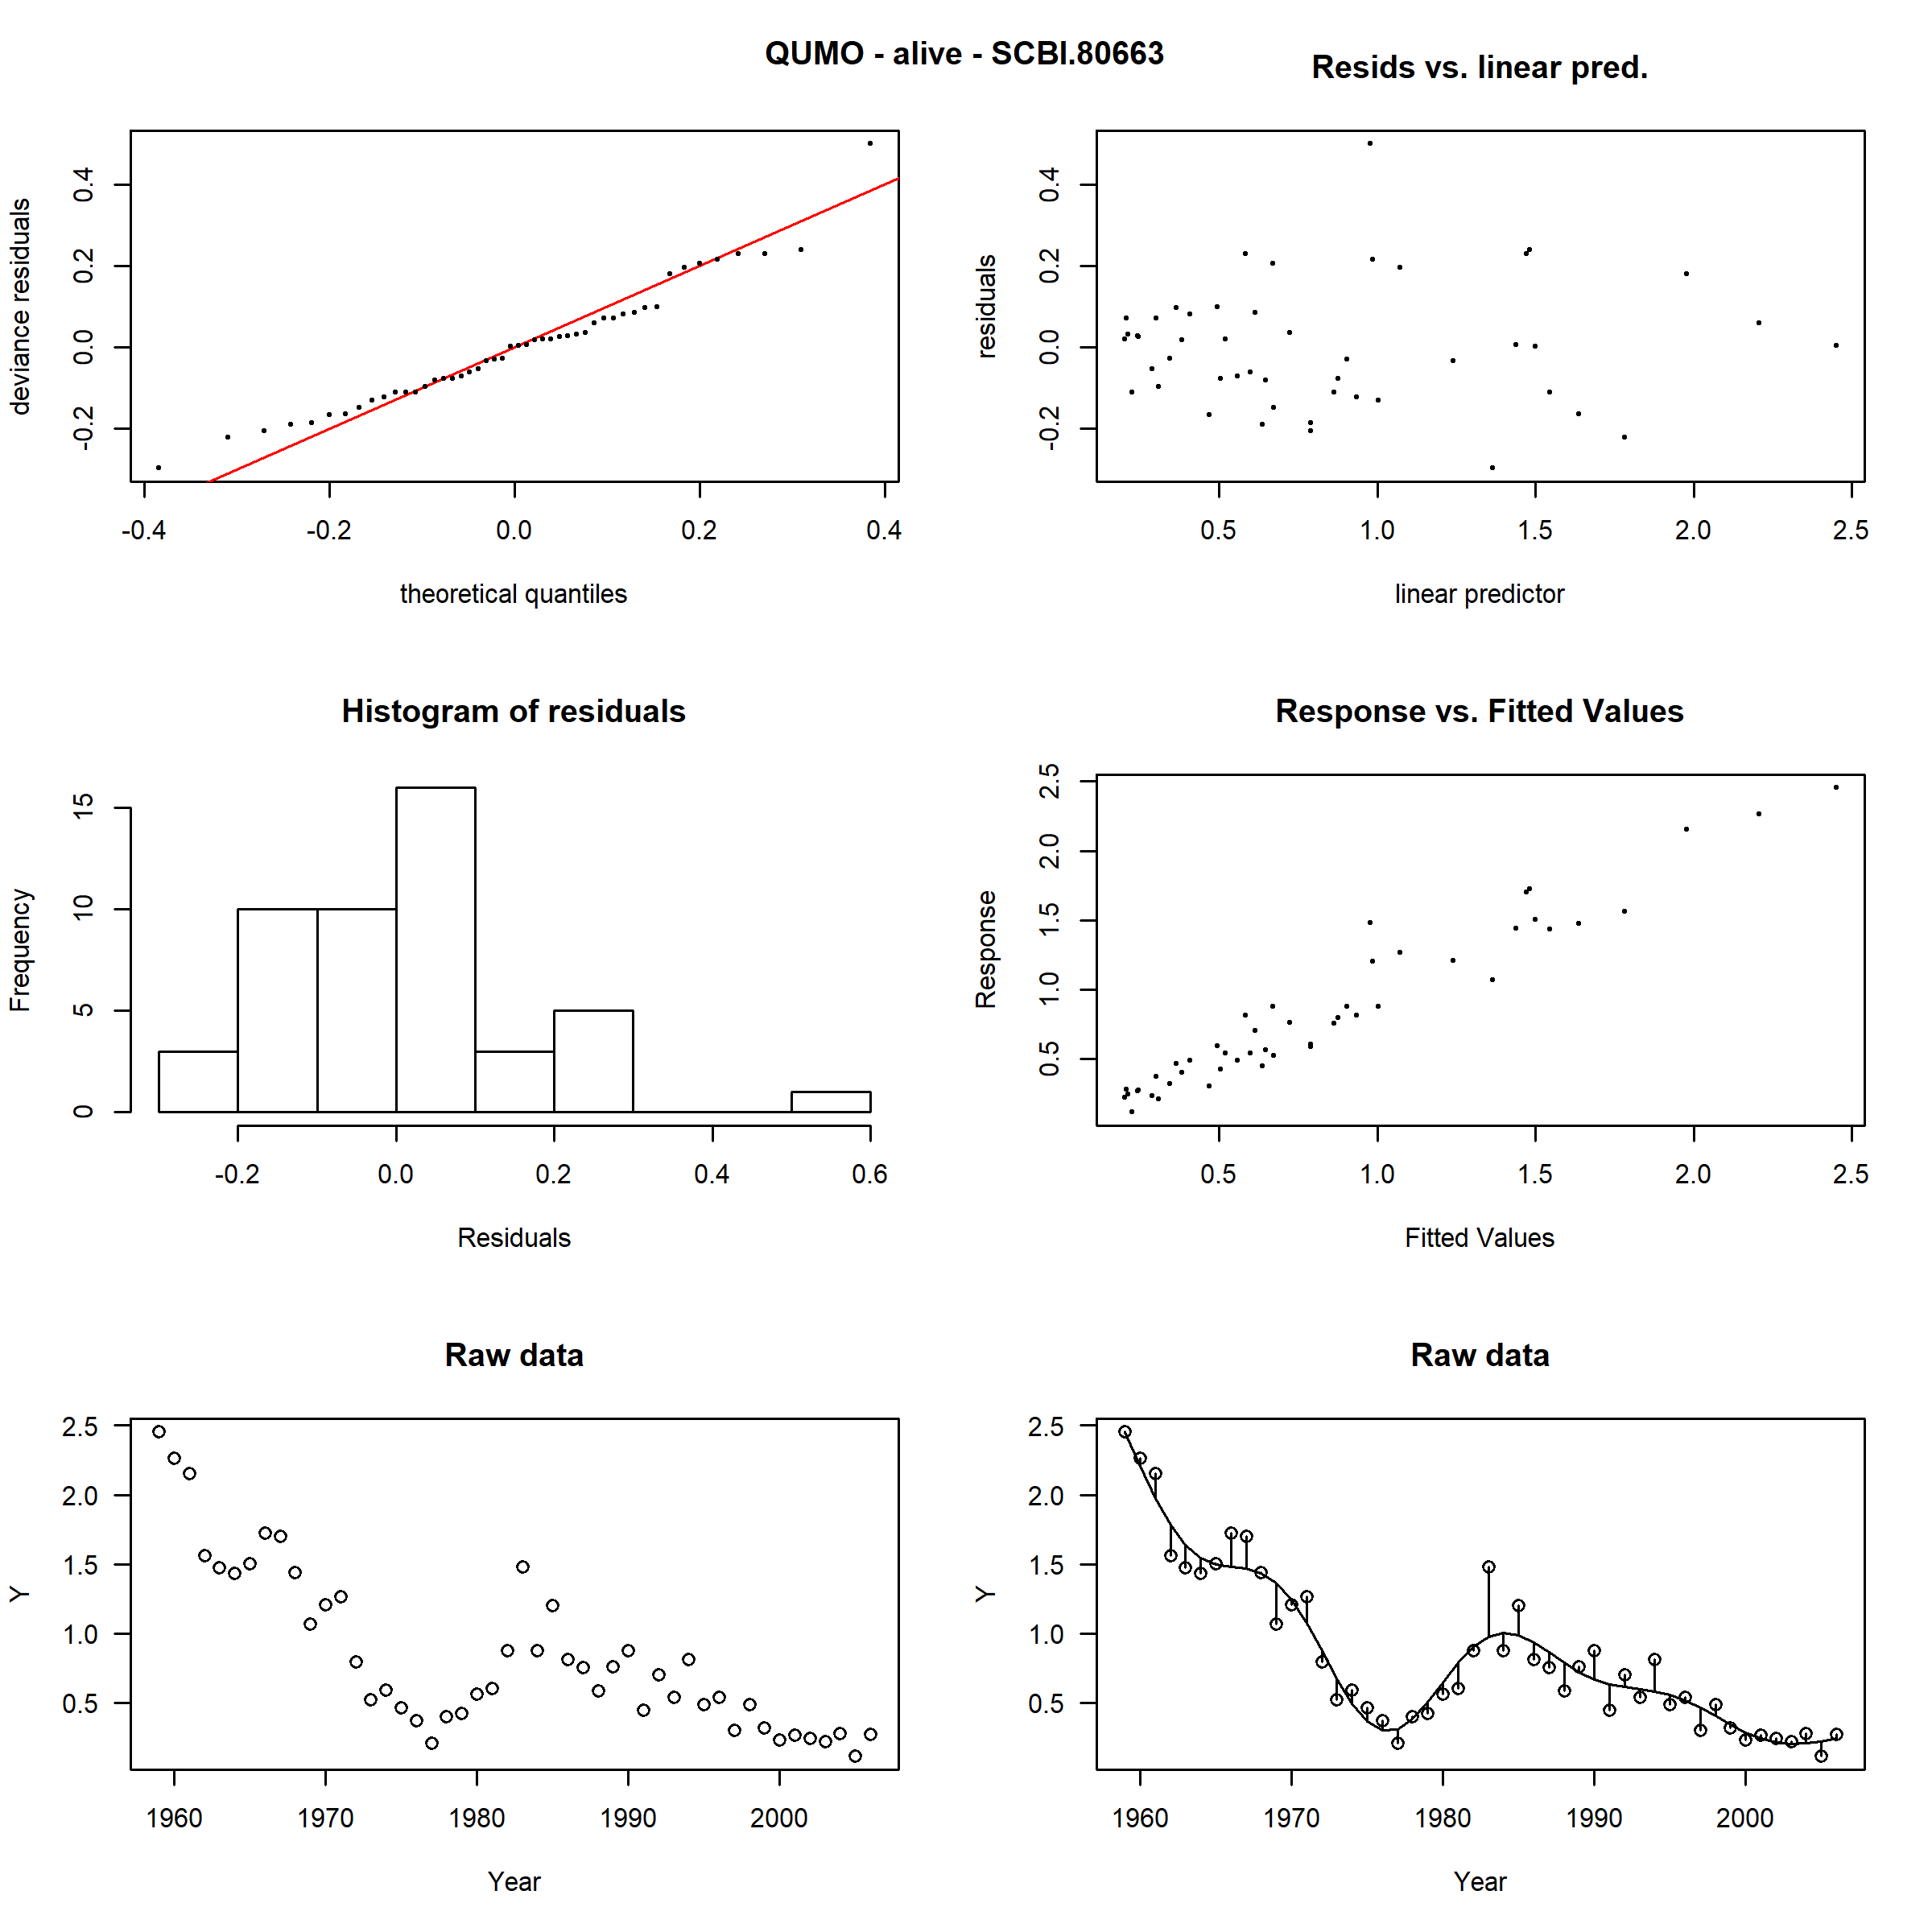 QUMO - alive - SCBI.80663
Resids vs. linear pred.
deviance residuals
-0.2 0.0 0.2 0.4
-0.4 -0.2 0.0 0.2 0.4
theoretical quantiles
residuals
-0.2 0.0 0.2 0.4
0.5 1.0 1.5 2.0 2.5
linear predictor
Histogram of residuals
Frequency
0 5 10 15
-0.2 0.0 0.2 0.4 0.6
Residuals
Response vs. Fitted Values
Response
0.5 1.0 1.5 2.0 2.5
0.5 1.0 1.5 2.0 2.5
Fitted Values
Raw data
Y
2.5
2.0
1.5
1.0
0.5
1960 1970 1980 1990 2000
Year
Raw data
Y
2.5
2.0
1.5
1.0
0.5
1960 1970 1980 1990 2000
Year